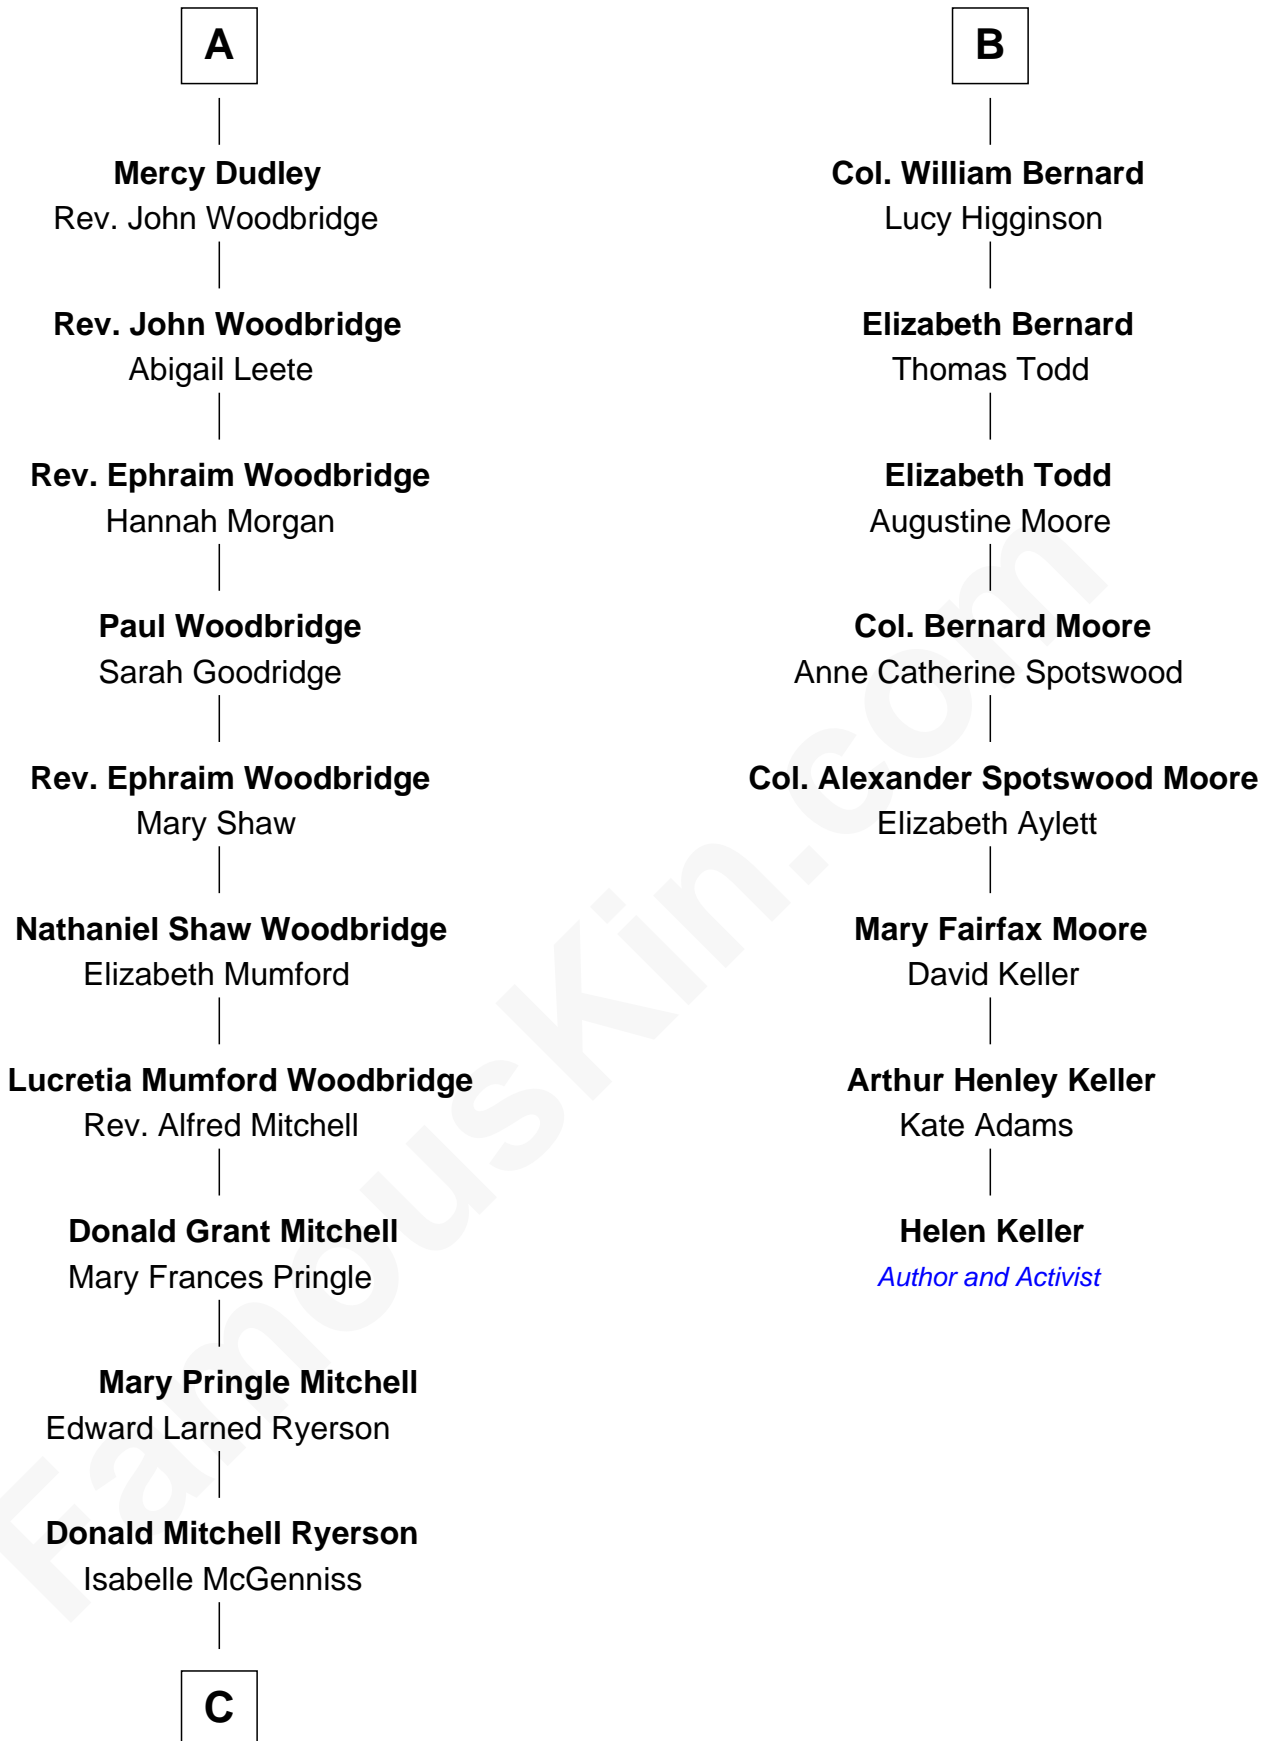 A
Mercy Dudley
Rev. John Woodbridge
Rev. John Woodbridge
Abigail Leete
Rev. Ephraim Woodbridge
Hannah Morgan
Paul Woodbridge
Sarah Goodridge
Rev. Ephraim Woodbridge
Mary Shaw
Nathaniel Shaw Woodbridge
Elizabeth Mumford
Lucretia Mumford Woodbridge
Rev. Alfred Mitchell
Donald Grant Mitchell
Mary Frances Pringle
Mary Pringle Mitchell
Edward Larned Ryerson
Donald Mitchell Ryerson
Isabelle McGenniss
C
B
Col. William Bernard
Lucy Higginson
Elizabeth Bernard
Thomas Todd
Elizabeth Todd
Augustine Moore
Col. Bernard Moore
Anne Catherine Spotswood
Col. Alexander Spotswood Moore
Elizabeth Aylett
Mary Fairfax Moore
David Keller
Arthur Henley Keller
Kate Adams
Helen Keller
Author and Activist
FamousKin.com